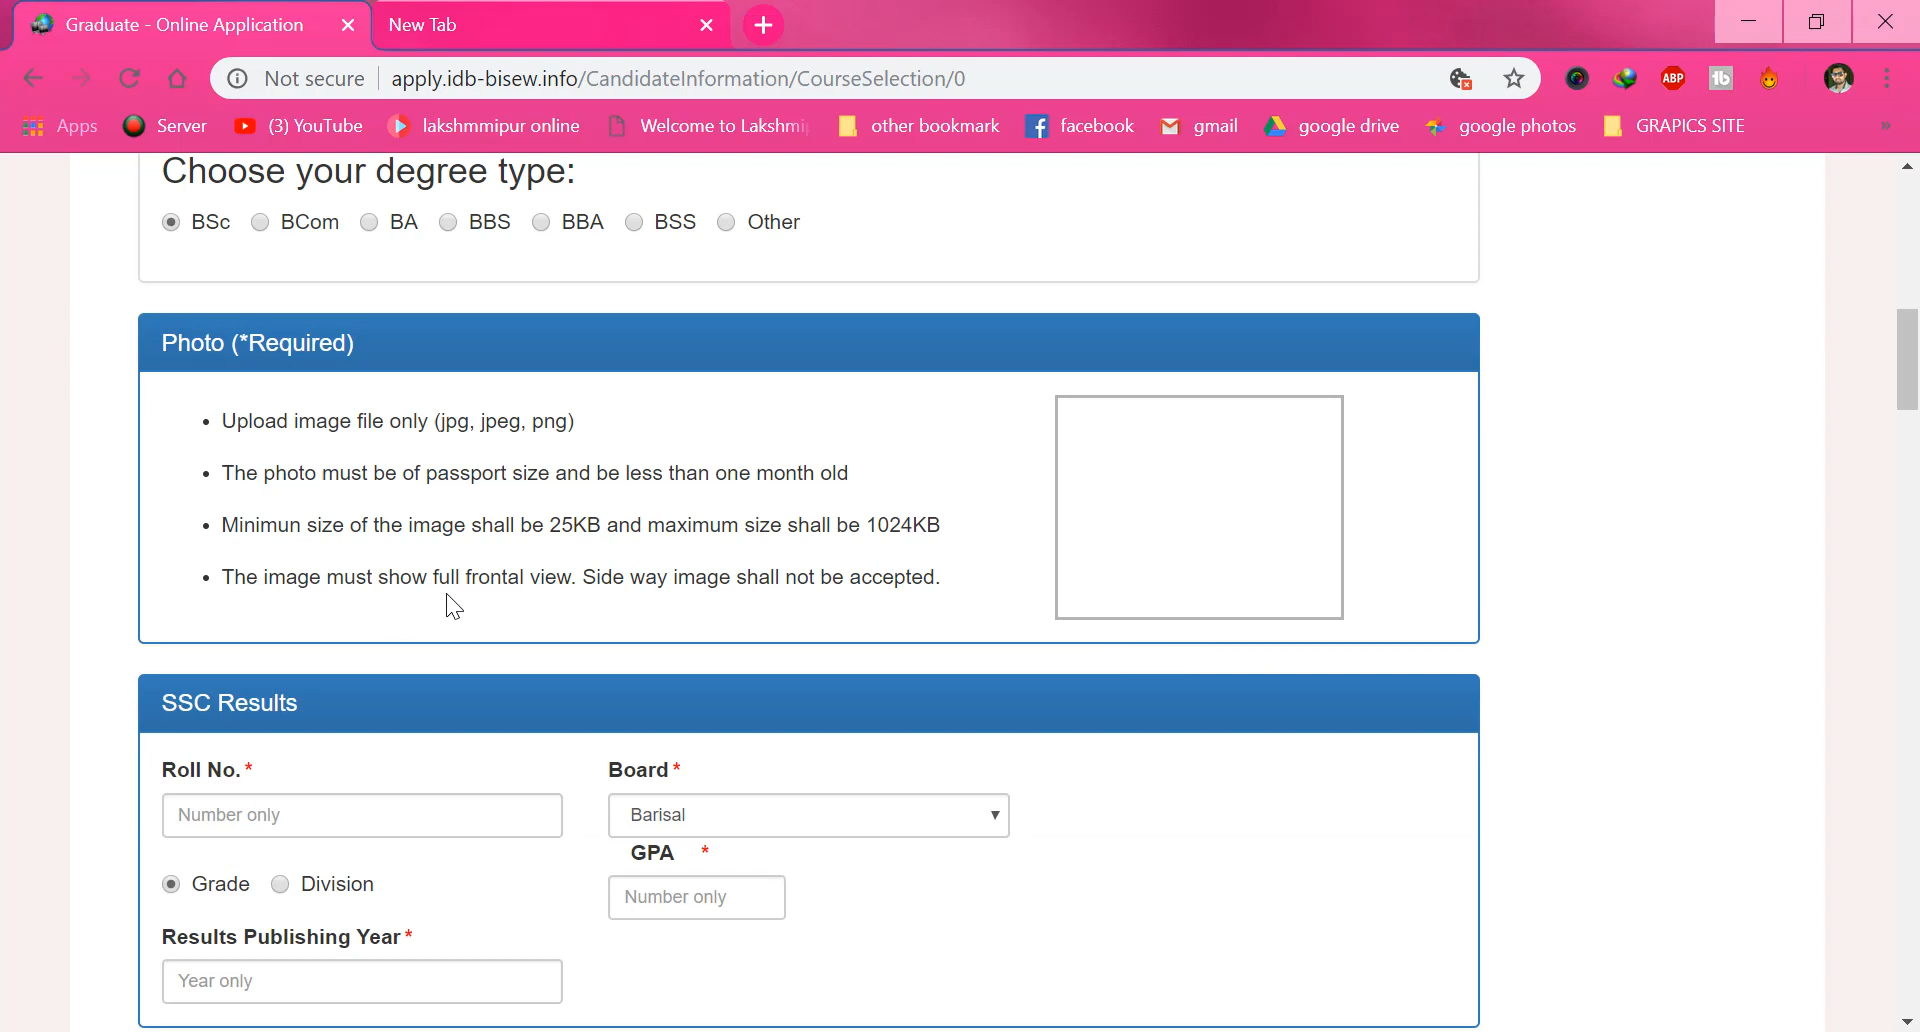 Graduate - Online Application
New Tab
Not secure
apply.idb-bisew.info/CandidateInformation/CourseSelection/0
ABP
Apps
Server
(3) YouTube
lakshmmipur online
Welcome to Lakshmi
other bookmark
facebook
gmail
google drive
google photos
GRAPICS SITE
»
Choose your degree type:
BSc BCom BA BBS BBA BSS Other
Photo (*Required)
• Upload image file only (jpg, jpeg, png)
• The photo must be of passport size and be less than one month old
• Minimun size of the image shall be 25KB and maximum size shall be 1024KB
• The image must show full frontal view. Side way image shall not be accepted.
SSC Results
Roll No.* Board*
Number only Barisal
GPA *
Grade Division Number only
Results Publishing Year*
Year only